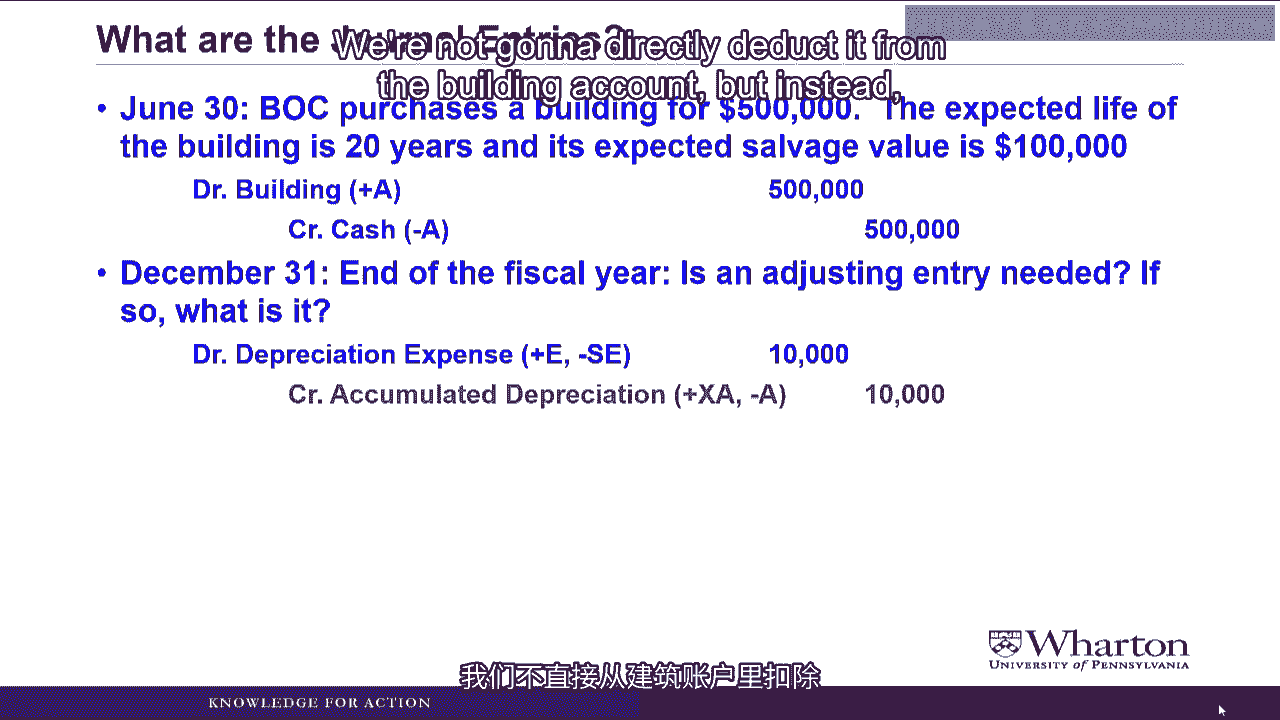 What are the Journal Entries?
We're not gonna directly deduct it from
the building account, but instead,
• June 30: BOC purchases a building for $500,000. The expected life of
the building is 20 years and its expected salvage value is $100,000
Dr. Building (+A) 500,000
Cr. Cash (-A) 500,000
• December 31: End of the fiscal year: Is an adjusting entry needed? If
so, what is it?
Dr. Depreciation Expense (+E, -SE) 10,000
Cr. Accumulated Depreciation (+XA, -A) 10,000
Wharton
UNIVERSITY of PENNSYLVANIA
我们不直接从建筑账户里扣除
KNOWLEDGE FOR ACTION